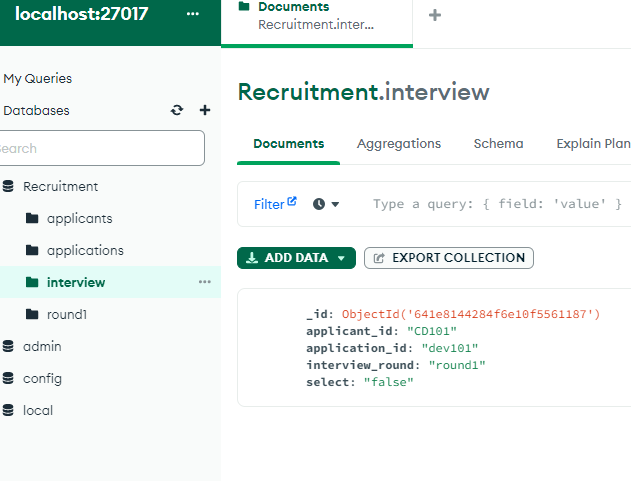 localhost:27017
...
Documents
Recruitment.inter...
My Queries
Databases
Search
Recruitment
applicants
applications
interview
...
round1
admin
config
local
Recruitment.interview
Documents
Aggregations
Schema
Explain Plan
Filter
Type a query: { field: 'value' }
ADD DATA
EXPORT COLLECTION
_id: ObjectId('641e8144284f6e10f5561187')
applicant_id: "CD101"
application_id: "dev101"
interview_round: "round1"
select: "false"